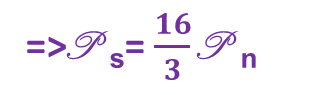 =>𝒫s= 16/3 𝒫n